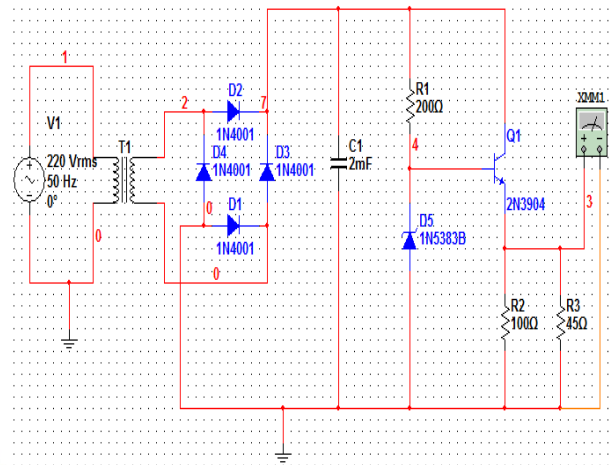 1
V1
220 Vrms
50 Hz
0°
0
T1
2
D2
7
1N4001
D4
1N4001
D3
1N4001
0
D1
1N4001
0
C1
2mF
R1
200Ω
4
D5
1N5383B
Q1
2N3904
XMM1
3
R2
100Ω
R3
45Ω